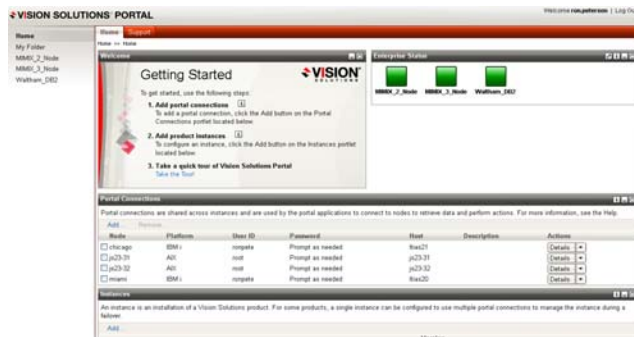 VISION SOLUTIONS PORTAL
Welcome ron.peterson | Log Ou
Home
My Folder
MIMIX_2_Node
MIMIX_3_Node
Waltham_DB2
Home Support
Home >> Home
Welcome
Getting Started
VISION
SOLUTIONS
To get started, use the following steps:
1. Add portal connections
To add a portal connection, click the Add button on the Portal
Connections portlet located below.
2. Add product instances
To configure an instance, click the Add button on the Instances portlet
located below.
3. Take a quick tour of Vision Solutions Portal
Take the Tour!
Enterprise Status
MIMIX_2_Node MIMIX_3_Node Waltham_DB2
Portal Connections
Portal connections are shared across instances and are used by the portal applications to connect to nodes to retrieve data and perform actions. For more information, see the Help.
Add... Remove...
Node Platform User ID Password Host Description Actions
chicago IBM i ronpete Prompt as needed Details
js23-31 AIX root Prompt as needed js23-31 Details
js23-32 AIX root Prompt as needed js23-32 Details
miami IBM i ronpete Prompt as needed Details
Instances
An instance is an installation of a Vision Solutions product. For some products, a single instance can be configured to use multiple portal connections to manage the instance during a
failover.
Add...